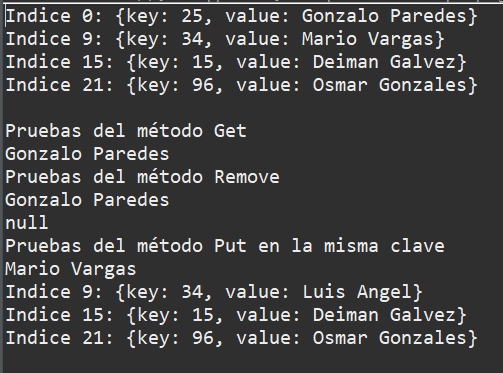 Indice 0: {key: 25, value: Gonzalo Paredes}
Indice 9: {key: 34, value: Mario Vargas}
Indice 15: {key: 15, value: Deiman Galvez}
Indice 21: {key: 96, value: Osmar Gonzales}
Pruebas del método Get
Gonzalo Paredes
Pruebas del método Remove
Gonzalo Paredes
null
Pruebas del método Put en la misma clave
Mario Vargas
Indice 9: {key: 34, value: Luis Angel}
Indice 15: {key: 15, value: Deiman Galvez}
Indice 21: {key: 96, value: Osmar Gonzales}